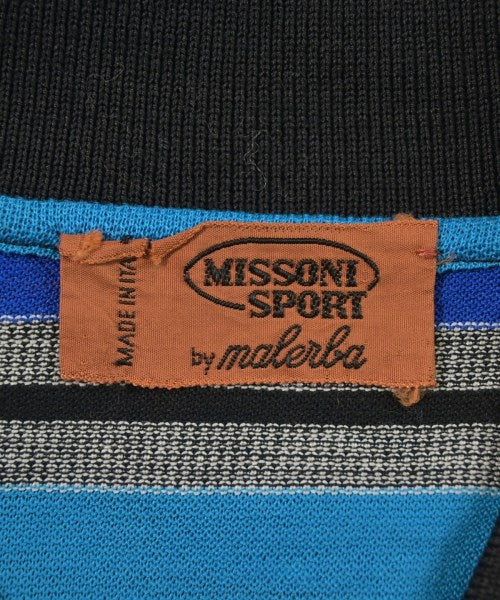 MISSONI
SPORT
by malerba
MADE IN ITA